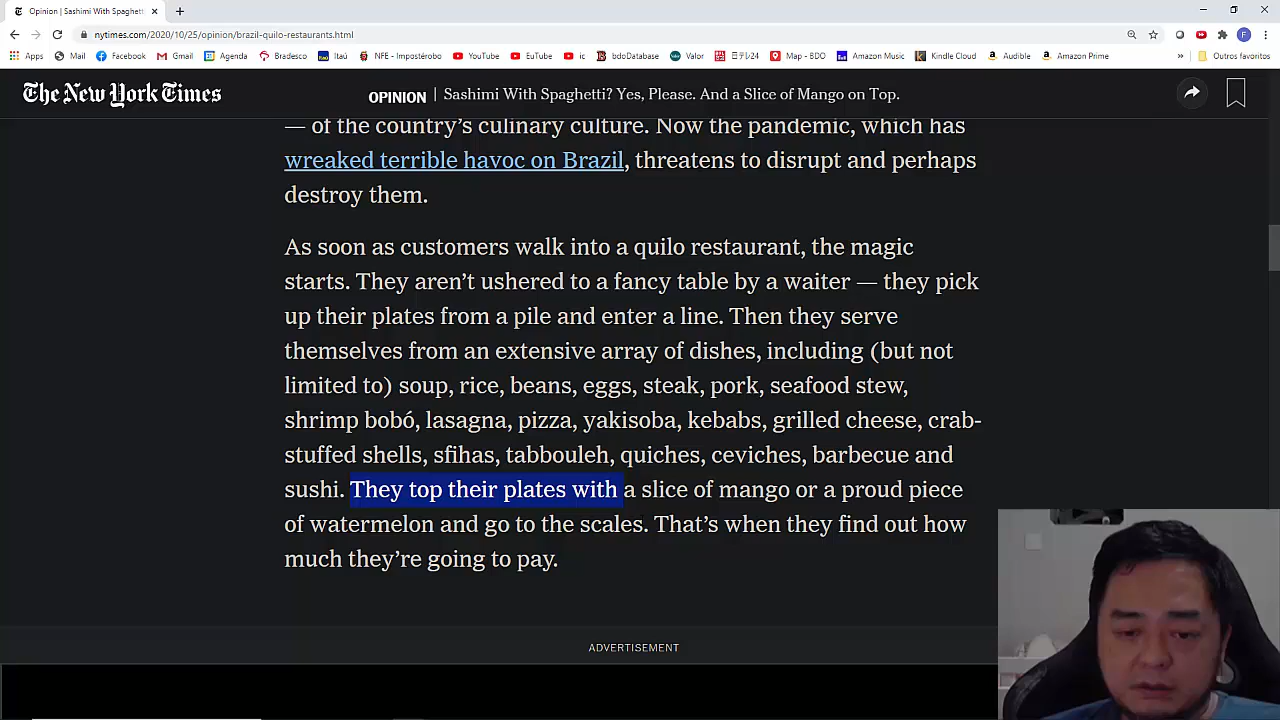 Opinion | Sashimi With Spaghetti
nytimes.com/2020/10/25/opinion/brazil-quilo-restaurants.html
Apps Mail Facebook Gmail Agenda Bradesco Itaú NFE - Impostérobo YouTube EuTube ic bdoDatabase Valor 日テレ24 Map - BDO Amazon Music Kindle Cloud Audible Amazon Prime » Outros favoritos
The New York Times OPINION | Sashimi With Spaghetti? Yes, Please. And a Slice of Mango on Top.
— of the country's culinary culture. Now the pandemic, which has
wreaked terrible havoc on Brazil, threatens to disrupt and perhaps
destroy them.
As soon as customers walk into a quilo restaurant, the magic
starts. They aren't ushered to a fancy table by a waiter — they pick
up their plates from a pile and enter a line. Then they serve
themselves from an extensive array of dishes, including (but not
limited to) soup, rice, beans, eggs, steak, pork, seafood stew,
shrimp bobó, lasagna, pizza, yakisoba, kebabs, grilled cheese, crab-
stuffed shells, sfihas, tabbouleh, quiches, ceviches, barbecue and
sushi. They top their plates with a slice of mango or a proud piece
of watermelon and go to the scales. That's when they find out how
much they're going to pay.
ADVERTISEMENT